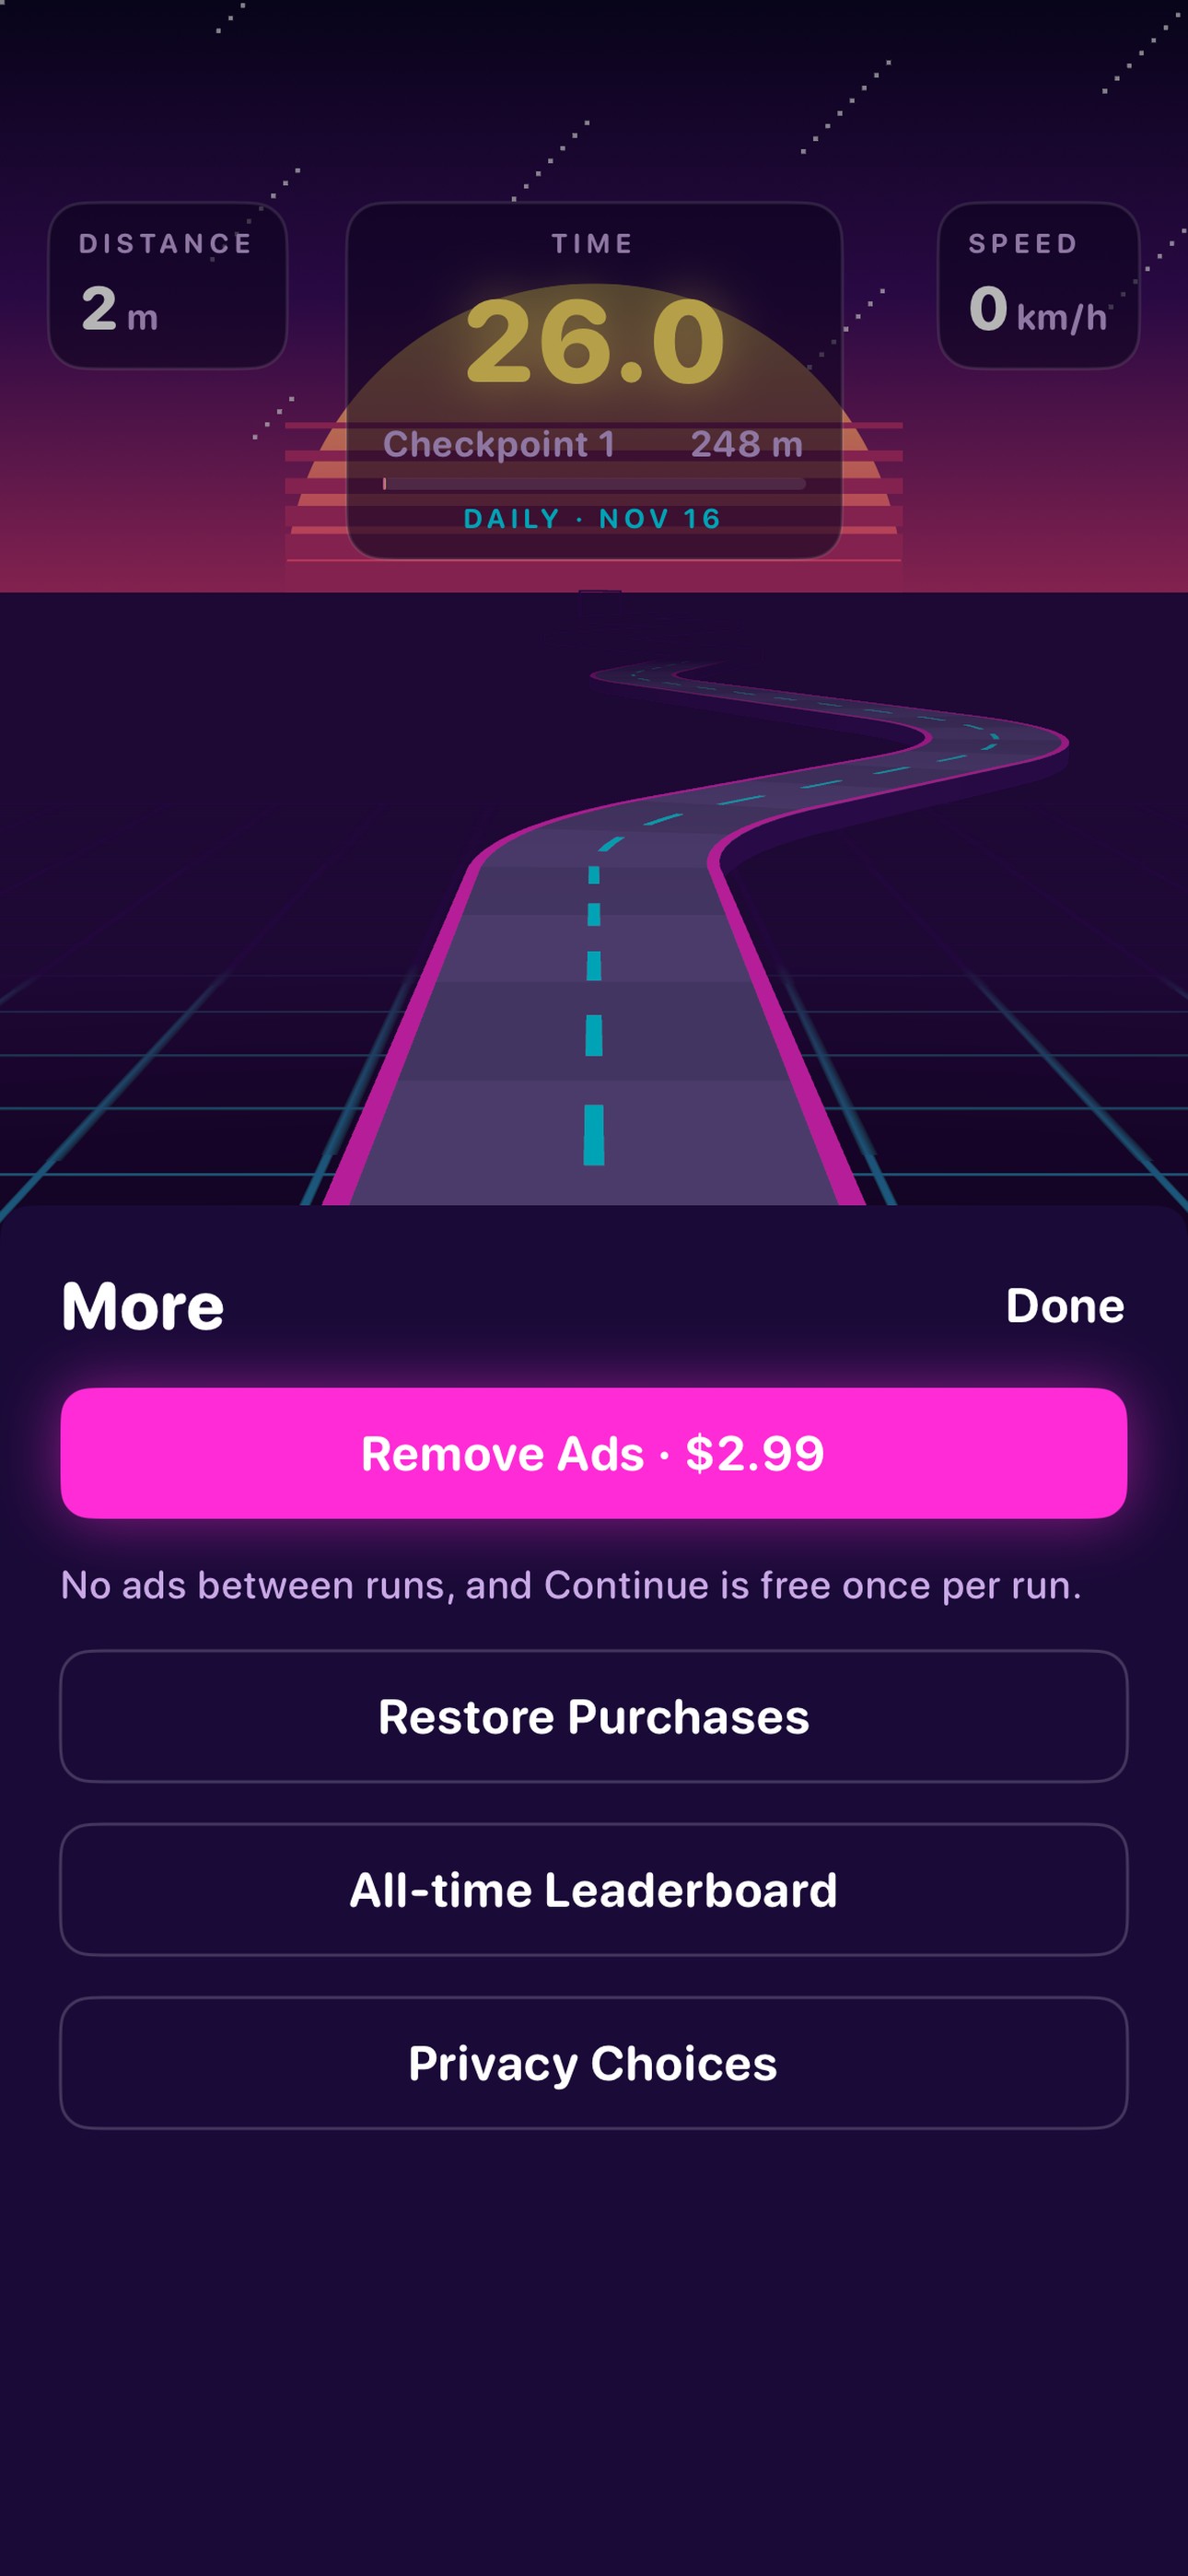 DISTANCE
2 m
TIME
26.0
Checkpoint 1 248 m
DAILY · NOV 16
SPEED
0 km/h
More
Done
Remove Ads · $2.99
No ads between runs, and Continue is free once per run.
Restore Purchases
All-time Leaderboard
Privacy Choices